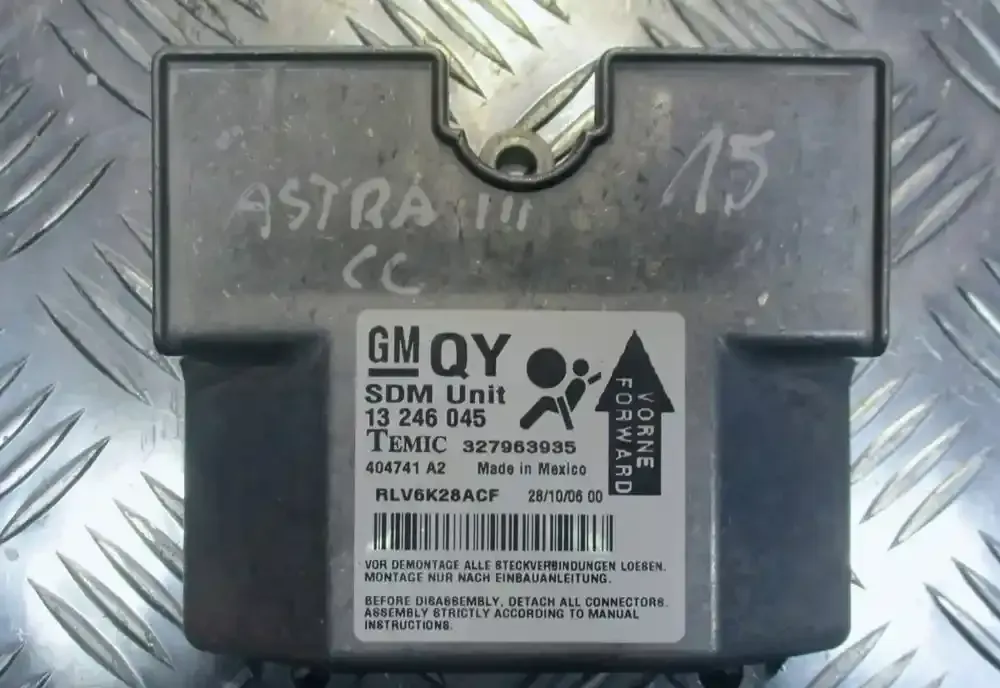 ASTRA III
15
CC
GM QY
SDM Unit
13 246 045
TEMIC 327963935
404741 A2 Made in Mexico
RLV6K28ACF 28/10/06 00
VORNE
FORWARD
VOR DEMONTAGE ALLE STECKVERBINDUNGEN LOESEN.
MONTAGE NUR NACH EINBAUANLEITUNG.
BEFORE DISASSEMBLY, DETACH ALL CONNECTORS.
ASSEMBLY STRICTLY ACCORDING TO MANUAL
INSTRUCTIONS.